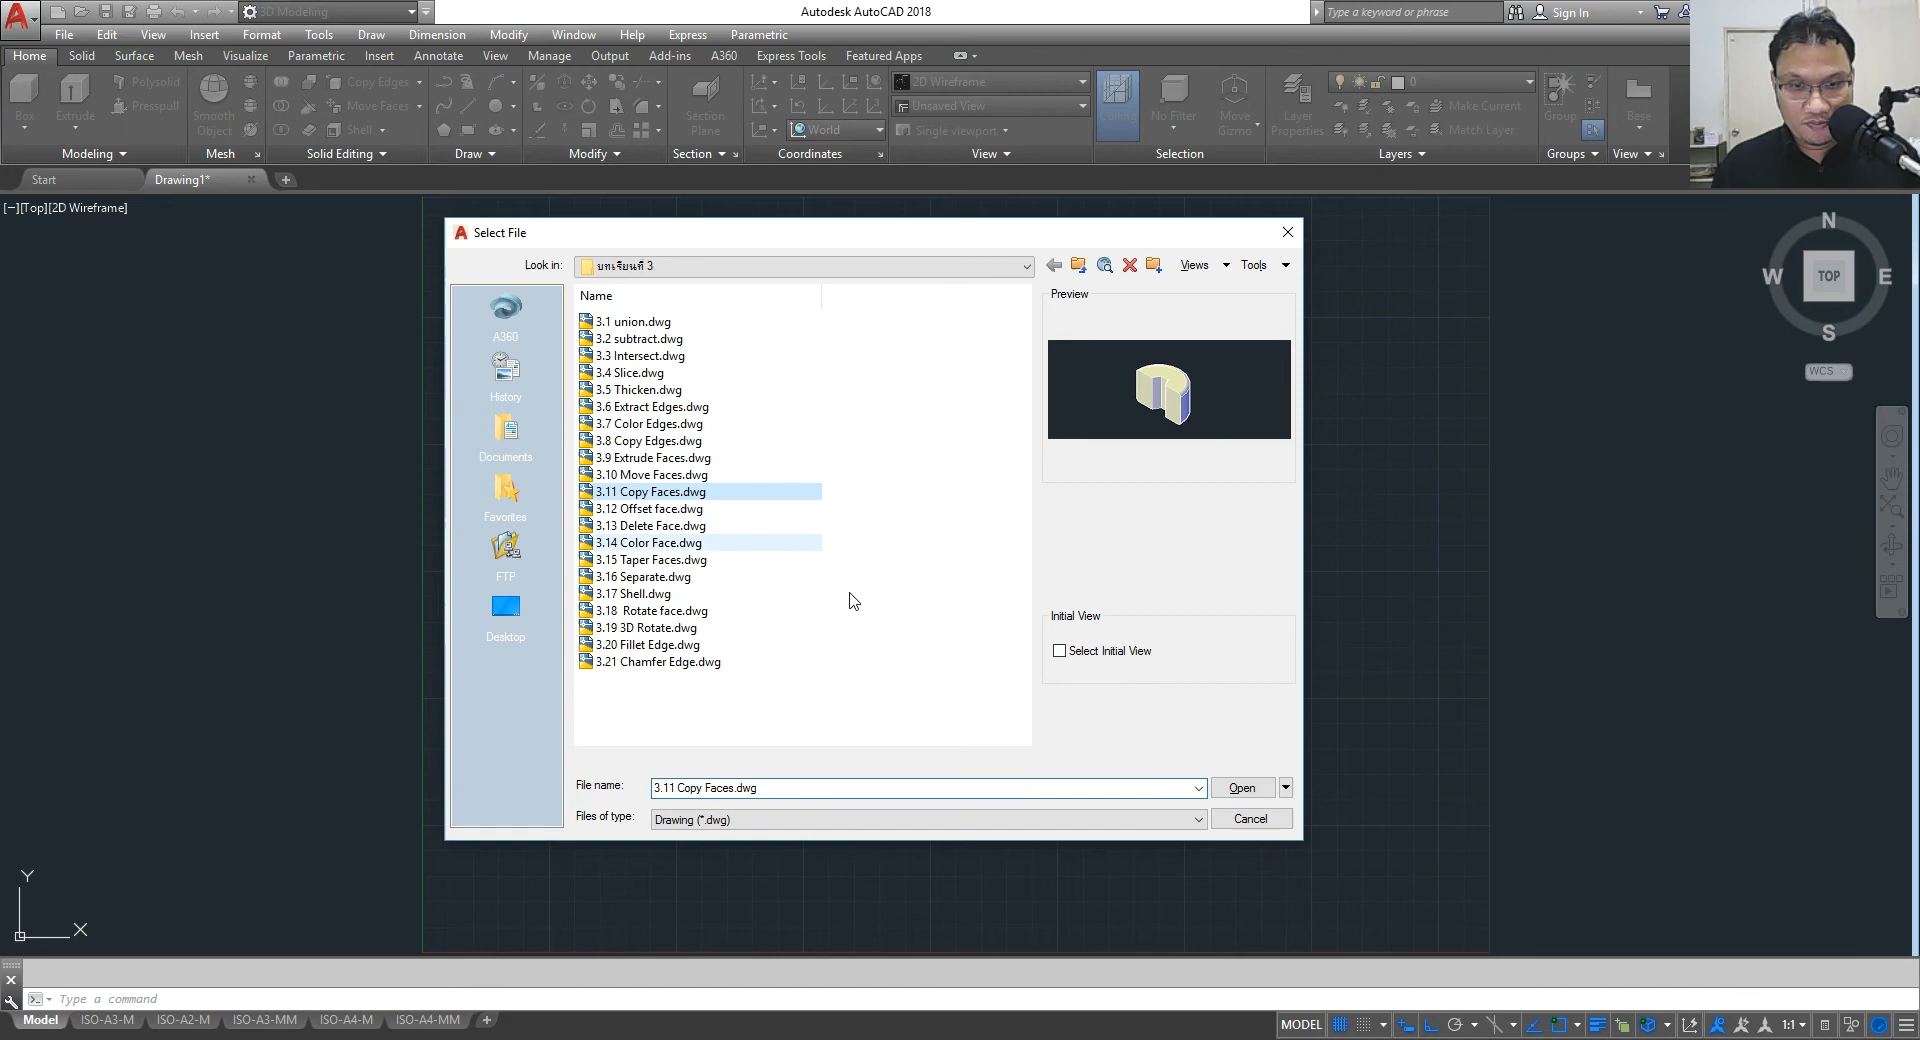 3D Modeling
Autodesk AutoCAD 2018
Type a keyword or phrase
Sign In
File Edit View Insert Format Tools Draw Dimension Modify Window Help Express Parametric
Home Solid Surface Mesh Visualize Parametric Insert Annotate View Manage Output Add-ins A360 Express Tools Featured Apps
Box
Extrude
Polysolid
Presspull
Smooth
Object
Copy Edges
Move Faces
Shell
Section
Plane
World
2D Wireframe
Unsaved View
Single viewport
Culling
No Filter
Move
Gizmo
Layer
Properties
0
Make Current
Match Layer
Group
Base
Modeling Mesh Solid Editing Draw Modify Section Coordinates View Selection Layers Groups View
Start Drawing1*
[−][Top][2D Wireframe]
Select File
Look in: บทเรียนที่ 3
Views Tools
Name
3.1 union.dwg
3.2 subtract.dwg
3.3 Intersect.dwg
3.4 Slice.dwg
3.5 Thicken.dwg
3.6 Extract Edges.dwg
3.7 Color Edges.dwg
3.8 Copy Edges.dwg
3.9 Extrude Faces.dwg
3.10 Move Faces.dwg
3.11 Copy Faces.dwg
3.12 Offset face.dwg
3.13 Delete Face.dwg
3.14 Color Face.dwg
3.15 Taper Faces.dwg
3.16 Separate.dwg
3.17 Shell.dwg
3.18  Rotate face.dwg
3.19 3D Rotate.dwg
3.20 Fillet Edge.dwg
3.21 Chamfer Edge.dwg
A360
History
Documents
Favorites
FTP
Desktop
Preview
Initial View
Select Initial View
File name: 3.11 Copy Faces.dwg
Open
Files of type: Drawing (*.dwg)
Cancel
N
W TOP E
S
WCS
Y
X
Type a command
Model ISO-A3-M ISO-A2-M ISO-A3-MM ISO-A4-M ISO-A4-MM
MODEL
1:1